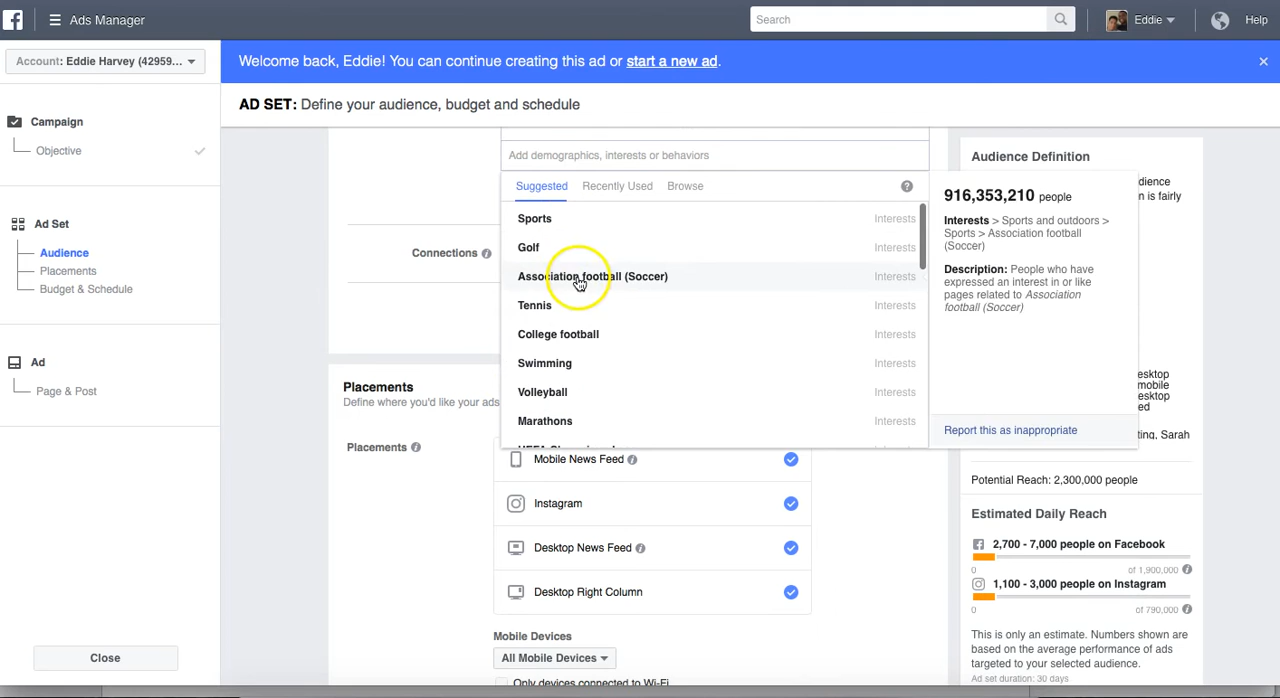 Ads Manager
Search
Eddie
Help
Account: Eddie Harvey (42959...
Welcome back, Eddie! You can continue creating this ad or start a new ad.
AD SET: Define your audience, budget and schedule
Campaign
Objective
Ad Set
Audience
Placements
Budget & Schedule
Ad
Page & Post
Close
Add demographics, interests or behaviors
Suggested
Recently Used
Browse
Sports Interests
Golf Interests
Association football (Soccer) Interests
Tennis Interests
College football Interests
Swimming Interests
Volleyball Interests
Marathons Interests
Connections
Placements
Define where you'd like your ads
Placements
Mobile News Feed
Instagram
Desktop News Feed
Desktop Right Column
Mobile Devices
All Mobile Devices
Only devices connected to Wi-Fi
Audience Definition
dience
n is fairly
916,353,210 people
Interests > Sports and outdoors >
Sports > Association football
(Soccer)
Description: People who have
expressed an interest in or like
pages related to Association
football (Soccer)
Report this as inappropriate
esktop
mobile
esktop
ed
ting, Sarah
Potential Reach: 2,300,000 people
Estimated Daily Reach
2,700 - 7,000 people on Facebook
0 of 1,900,000
1,100 - 3,000 people on Instagram
0 of 790,000
This is only an estimate. Numbers shown are
based on the average performance of ads
targeted to your selected audience.
Ad set duration: 30 days